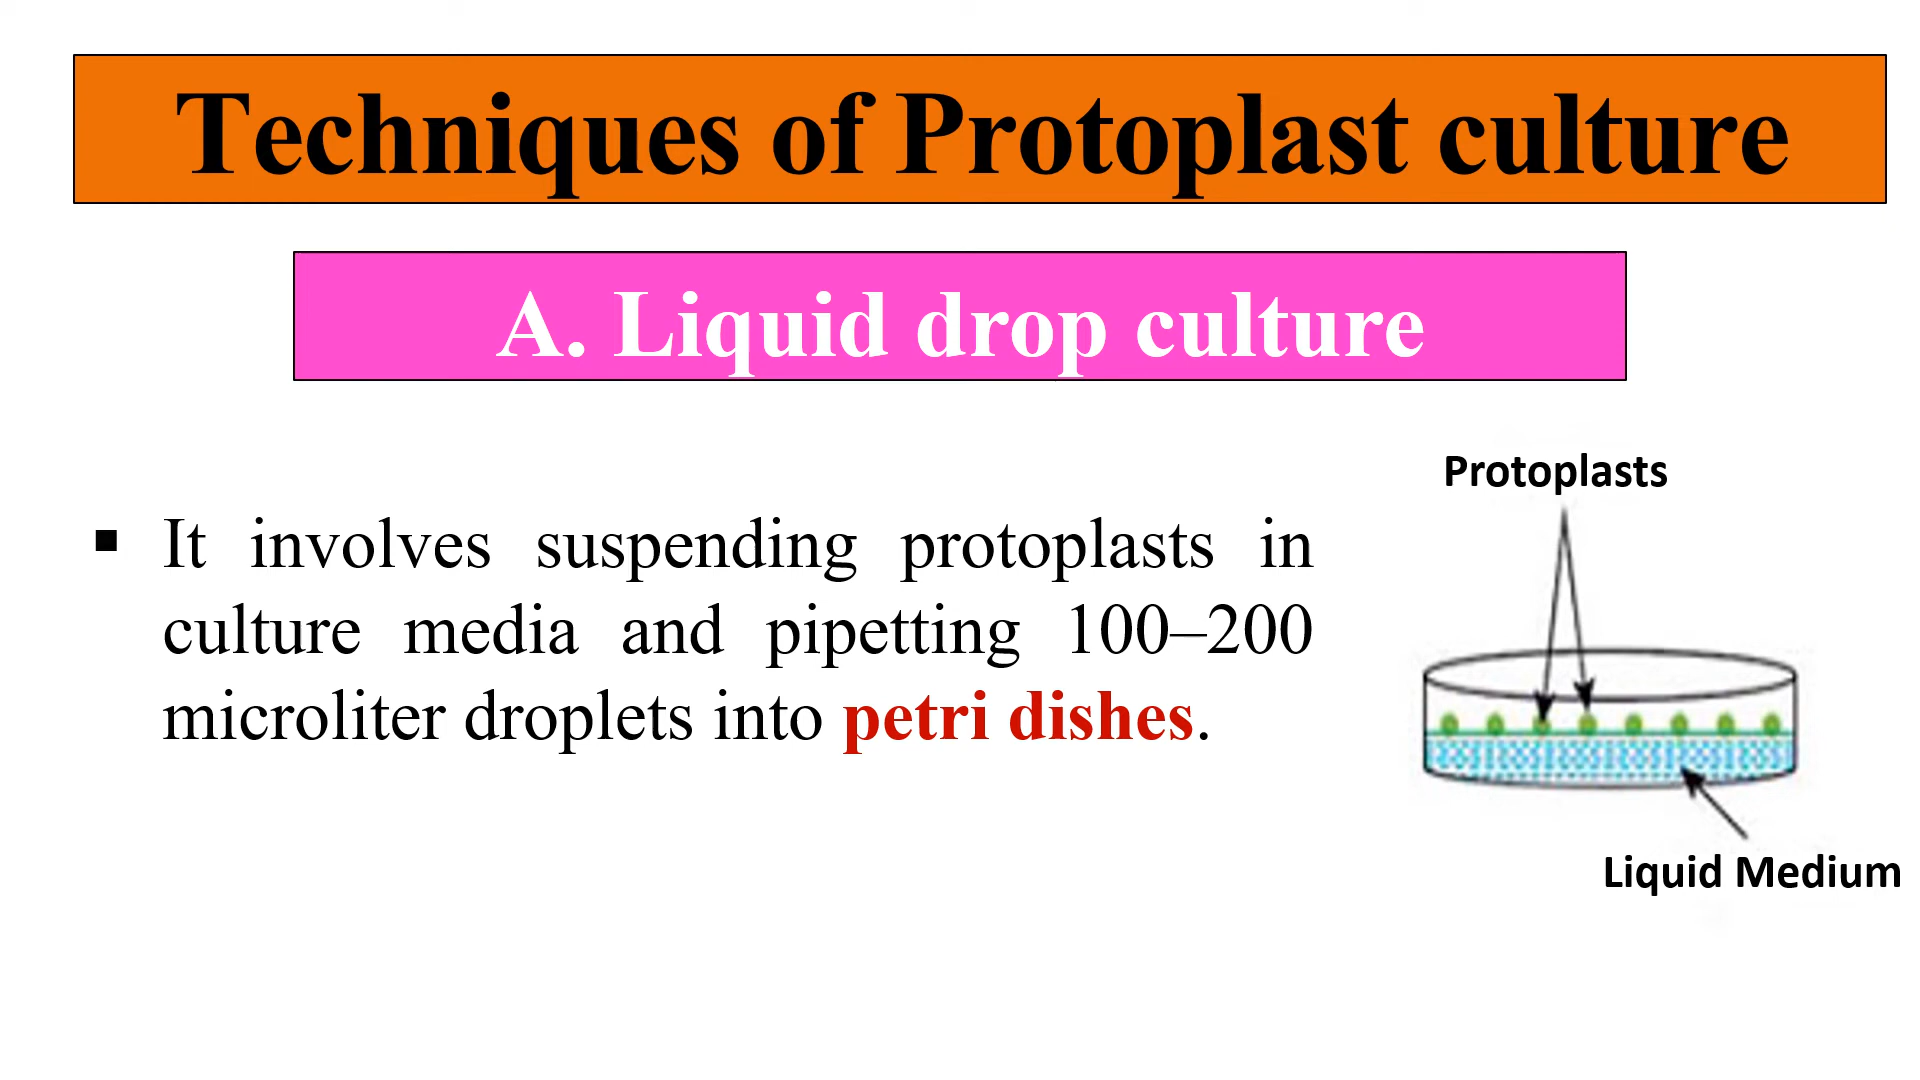 Techniques of Protoplast culture
A. Liquid drop culture
Protoplasts
▪ It involves suspending protoplasts in
culture media and pipetting 100–200
microliter droplets into petri dishes.
Liquid Medium